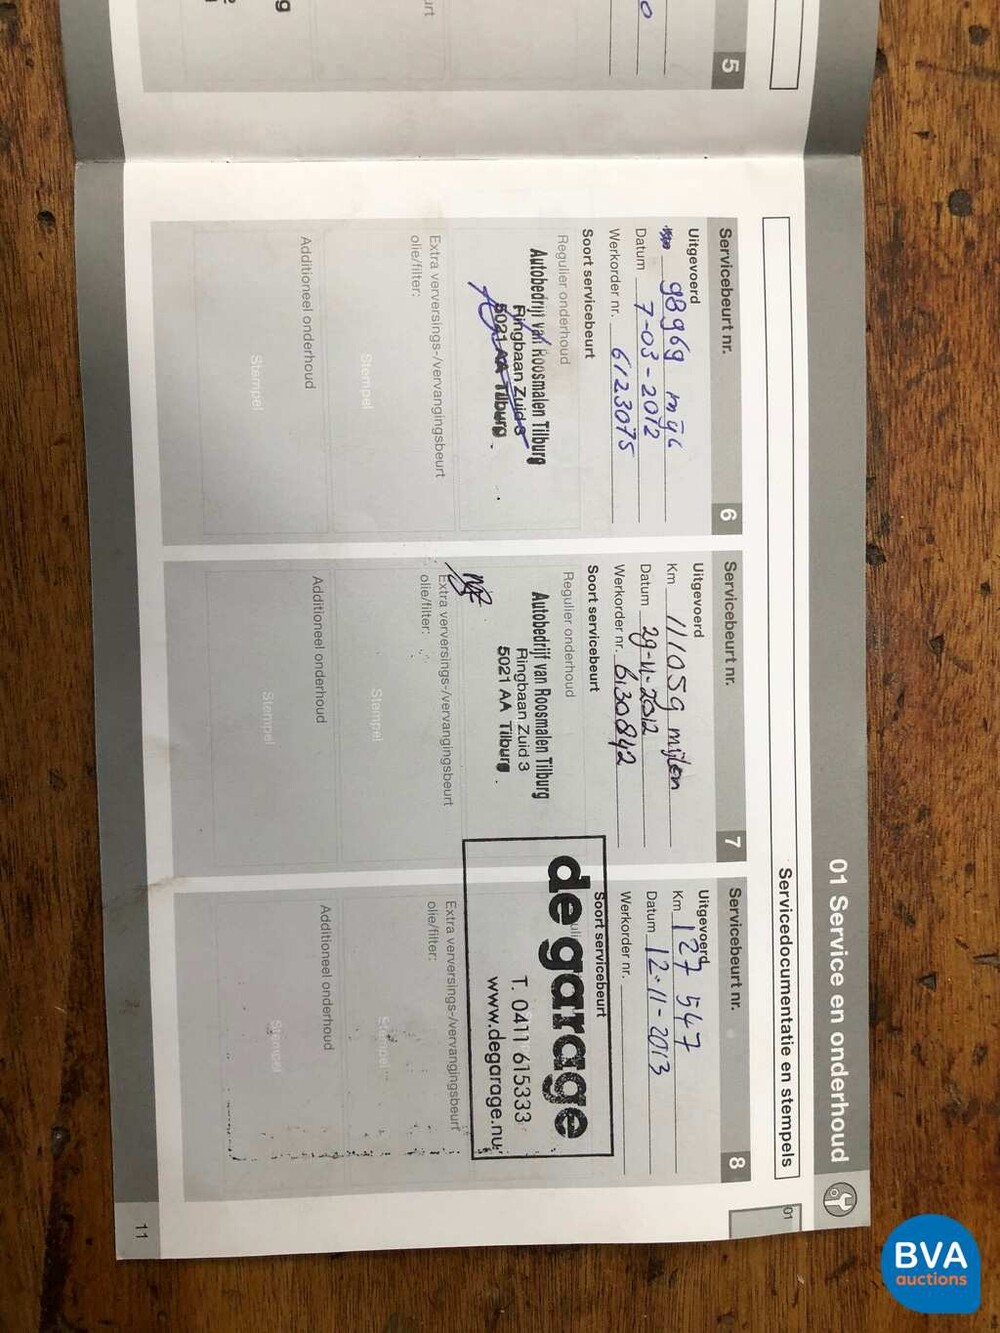 01 Service en onderhoud
Servicedocumentatie en stempels
01
5
Servicebeurt nr. 6
Uitgevoerd
98969 mijl
Datum 7-03-2012
Werkorder nr. 6123075
Soort servicebeurt
Regulier onderhoud
Autobedrijf van Roosmalen Tilburg
Ringbaan Zuid 3
5021 AA Tilburg
Extra verversings-/vervangingsbeurt
olie/filter:
Stempel
Additioneel onderhoud
Stempel
Servicebeurt nr. 7
Uitgevoerd
Km 111059 mijlen
Datum 29-11-2012
Werkorder nr. 6130842
Soort servicebeurt
Regulier onderhoud
Autobedrijf van Roosmalen Tilburg
Ringbaan Zuid 3
5021 AA Tilburg
Extra verversings-/vervangingsbeurt
olie/filter:
Stempel
Additioneel onderhoud
Stempel
Servicebeurt nr. 8
Uitgevoerd
Km 127 547
Datum 12-11-2013
Werkorder nr.
Soort servicebeurt
de garage
T. 0411 615333
www.degarage.nu
Extra verversings-/vervangingsbeurt
olie/filter:
Stempel
Additioneel onderhoud
Stempel
11
BVA
auctions